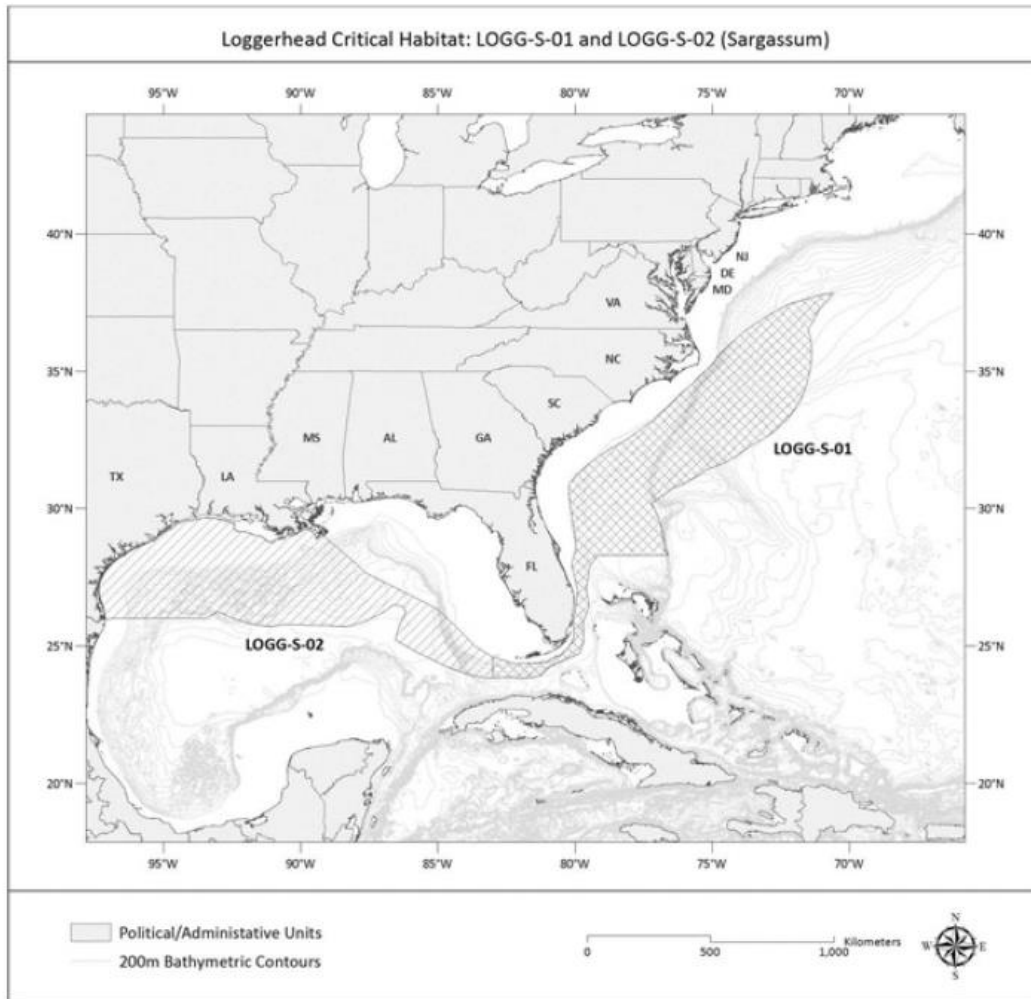 Loggerhead Critical Habitat: LOGG-S-01 and LOGG-S-02 (Sargassum)
95°W 90°W 85°W 80°W 75°W 70°W
40°N 40°N
NJ
DE
MD
VA
35°N NC 35°N
SC
MS AL GA
LOGG-S-01
TX LA
30°N 30°N
FL
25°N LOGG-S-02 25°N
20°N 20°N
95°W 90°W 85°W 80°W 75°W 70°W
Political/Administative Units
200m Bathymetric Contours
0 500 1,000 Kilometers
N
W E
S